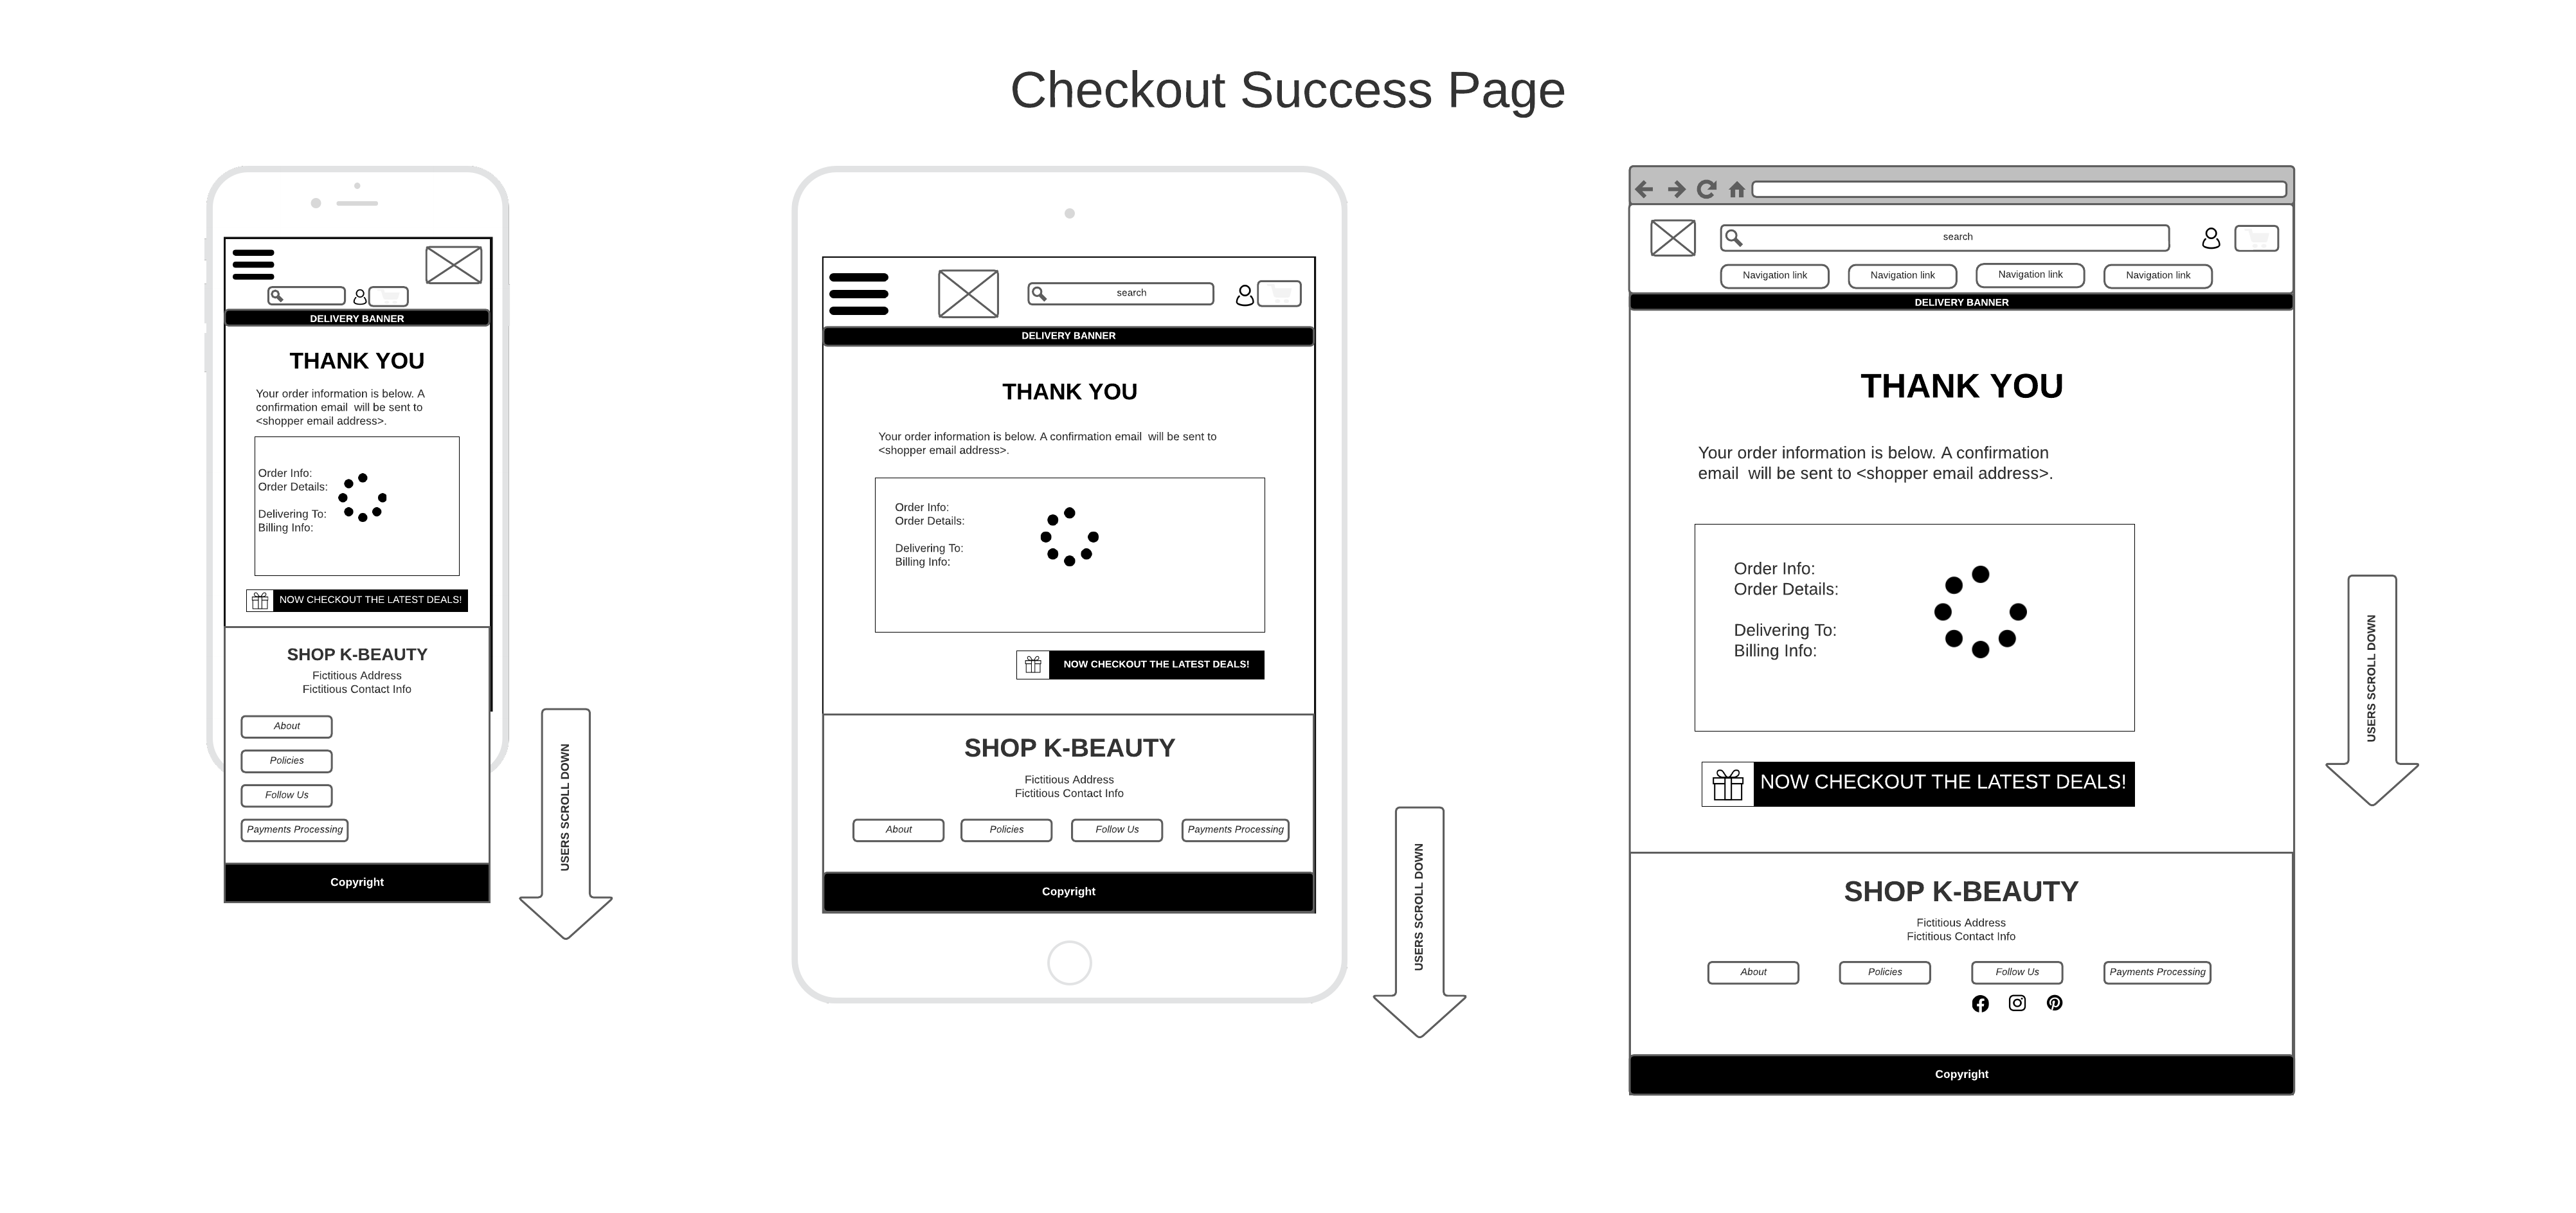 Checkout Success Page
DELIVERY BANNER
THANK YOU
Your order information is below. A
confirmation email  will be sent to
<shopper email address>.
Order Info:
Order Details:
Delivering To:
Billing Info:
NOW CHECKOUT THE LATEST DEALS!
SHOP K-BEAUTY
Fictitious Address
Fictitious Contact Info
About
Policies
Follow Us
Payments Processing
Copyright
USERS SCROLL DOWN
search
DELIVERY BANNER
THANK YOU
Your order information is below. A confirmation email  will be sent to
<shopper email address>.
Order Info:
Order Details:
Delivering To:
Billing Info:
NOW CHECKOUT THE LATEST DEALS!
SHOP K-BEAUTY
Fictitious Address
Fictitious Contact Info
About Policies Follow Us Payments Processing
Copyright
USERS SCROLL DOWN
search
Navigation link Navigation link Navigation link Navigation link
DELIVERY BANNER
THANK YOU
Your order information is below. A confirmation
email  will be sent to <shopper email address>.
Order Info:
Order Details:
Delivering To:
Billing Info:
NOW CHECKOUT THE LATEST DEALS!
SHOP K-BEAUTY
Fictitious Address
Fictitious Contact Info
About Policies Follow Us Payments Processing
Copyright
USERS SCROLL DOWN